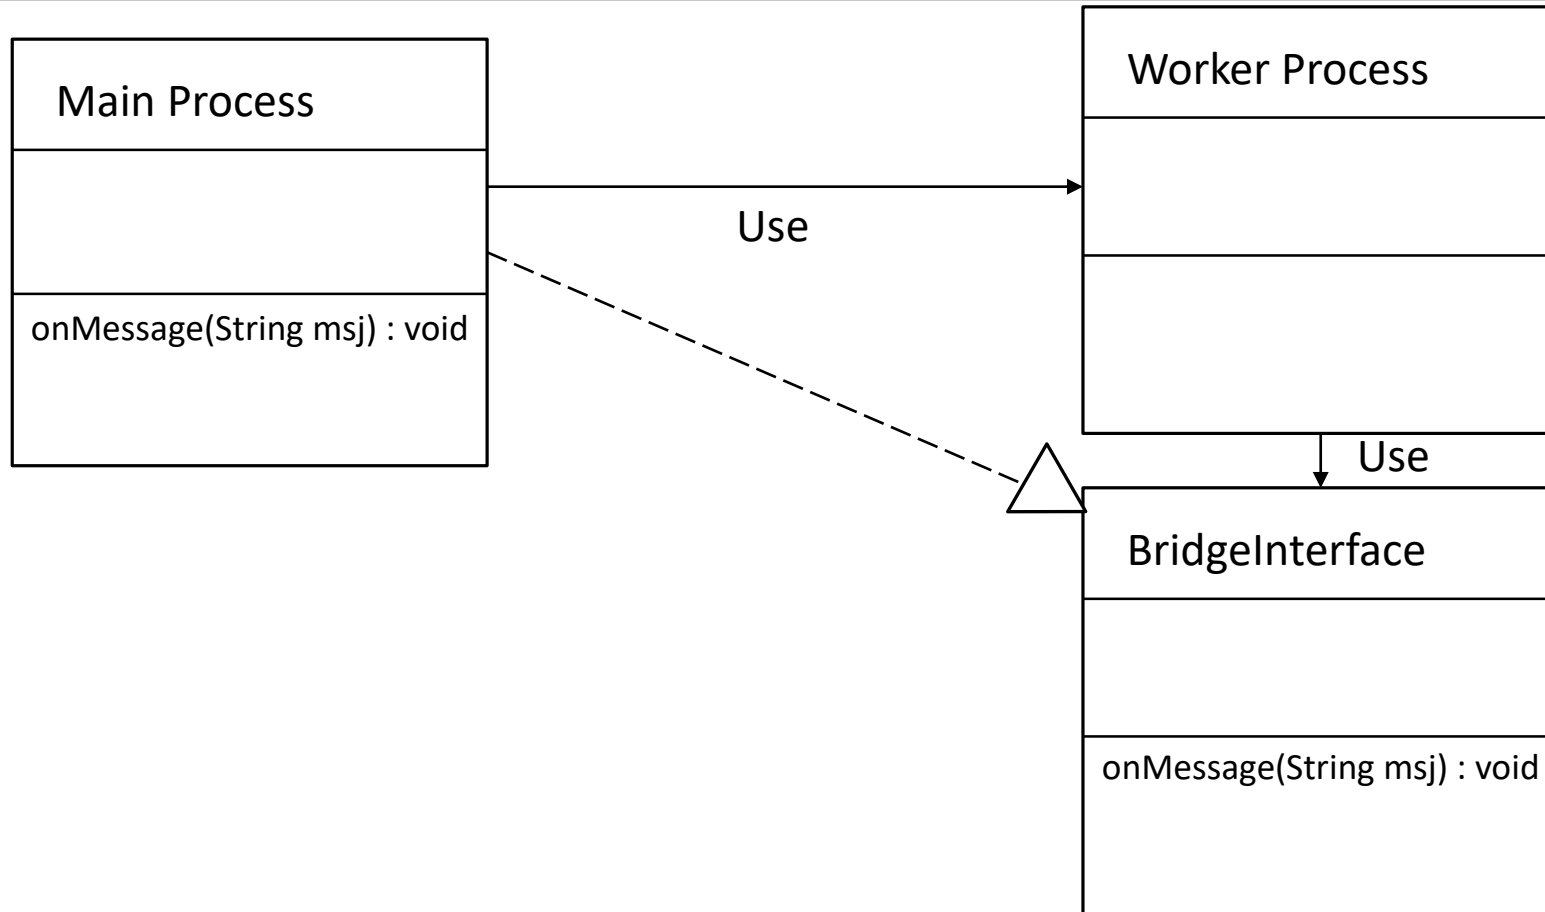 Main Process
Worker Process
Use
onMessage(String msj) : void
Use
BridgeInterface
onMessage(String msj) : void